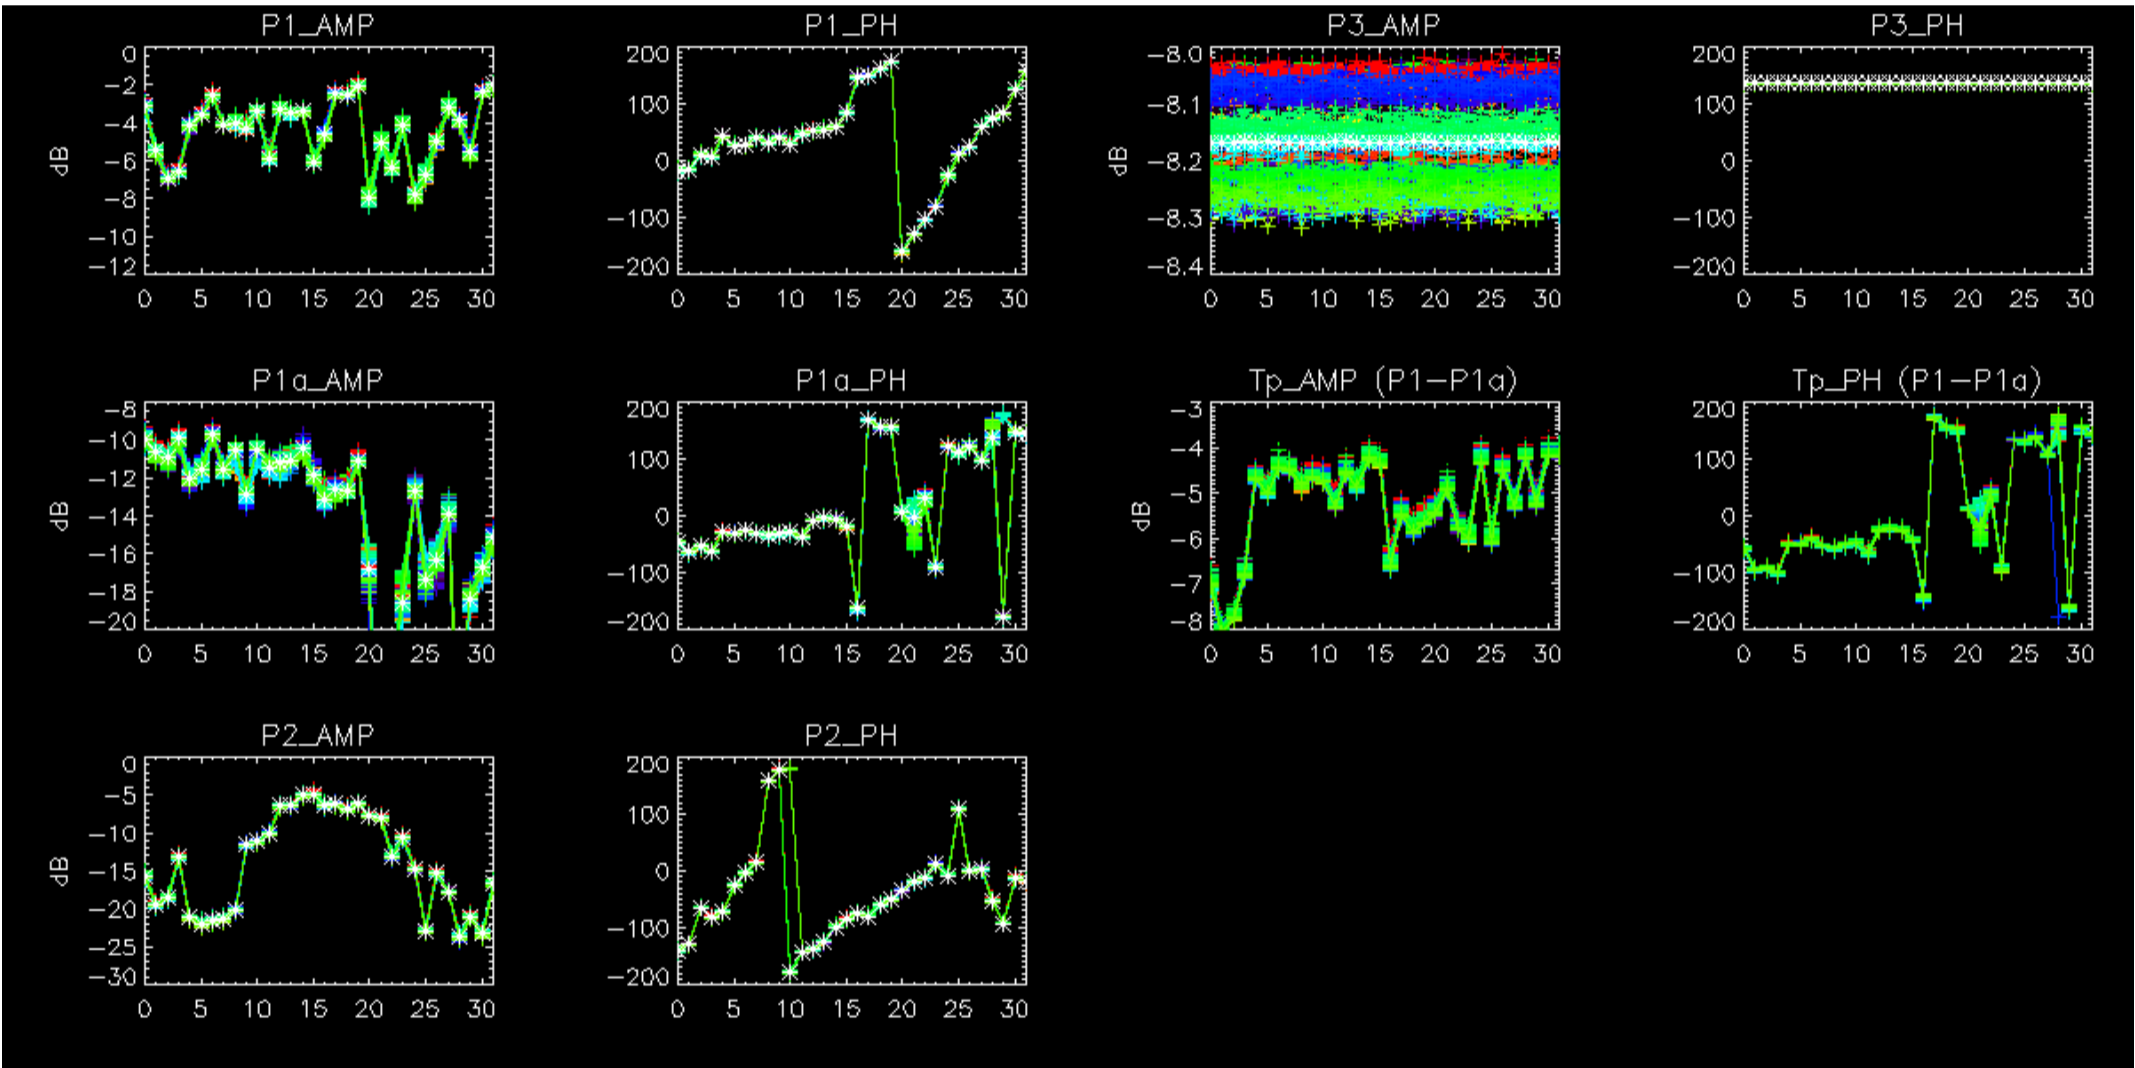 P1_AMP
0
−2
−4
−6
−8
−10
−12
dB
0 5 10 15 20 25 30
P1_PH
200
100
0
−100
−200
0 5 10 15 20 25 30
P3_AMP
−8.0
−8.1
−8.2
−8.3
−8.4
dB
0 5 10 15 20 25 30
P3_PH
200
100
0
−100
−200
0 5 10 15 20 25 30
P1a_AMP
−8
−10
−12
−14
−16
−18
−20
dB
0 5 10 15 20 25 30
P1a_PH
200
100
0
−100
−200
0 5 10 15 20 25 30
Tp_AMP (P1−P1a)
−3
−4
−5
−6
−7
−8
dB
0 5 10 15 20 25 30
Tp_PH (P1−P1a)
200
100
0
−100
−200
0 5 10 15 20 25 30
P2_AMP
0
−5
−10
−15
−20
−25
−30
dB
0 5 10 15 20 25 30
P2_PH
200
100
0
−100
−200
0 5 10 15 20 25 30